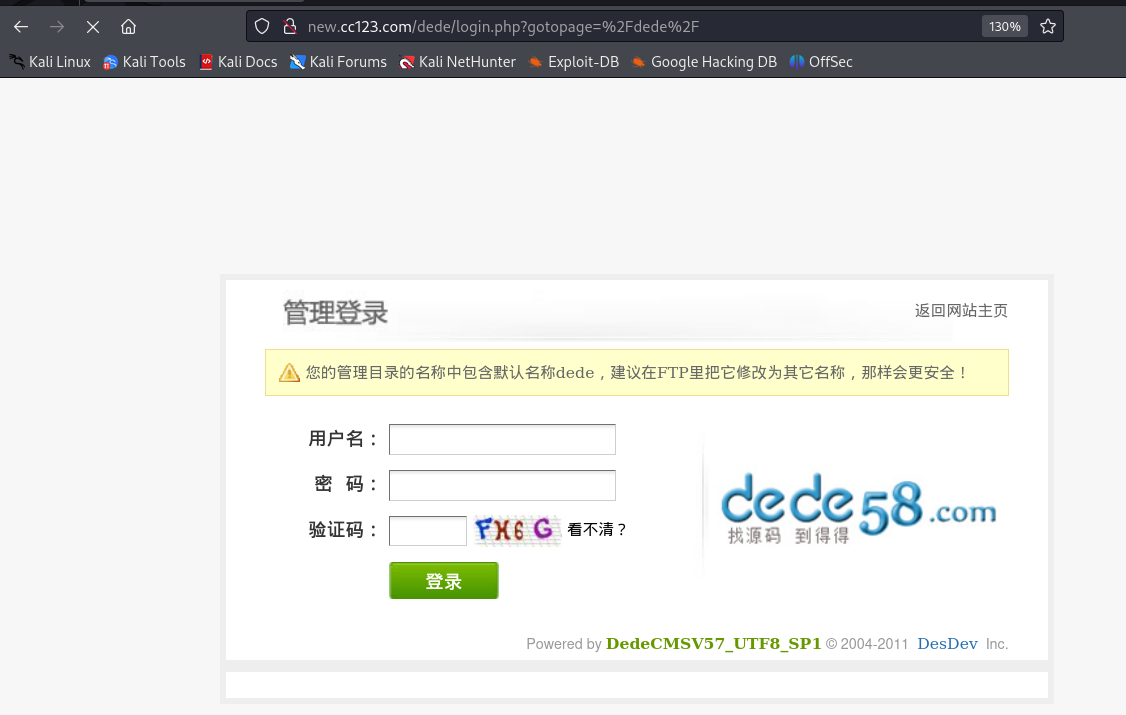 new.cc123.com/dede/login.php?gotopage=%2Fdede%2F 130%
Kali Linux Kali Tools Kali Docs Kali Forums Kali NetHunter Exploit-DB Google Hacking DB OffSec
管理登录 返回网站主页
您的管理目录的名称中包含默认名称dede，建议在FTP里把它修改为其它名称，那样会更安全！
用户名：
密 码：
dede58.com
找源码 到得得
验证码： FH6G 看不清？
登录
Powered by DedeCMSV57_UTF8_SP1 © 2004-2011 DesDev Inc.